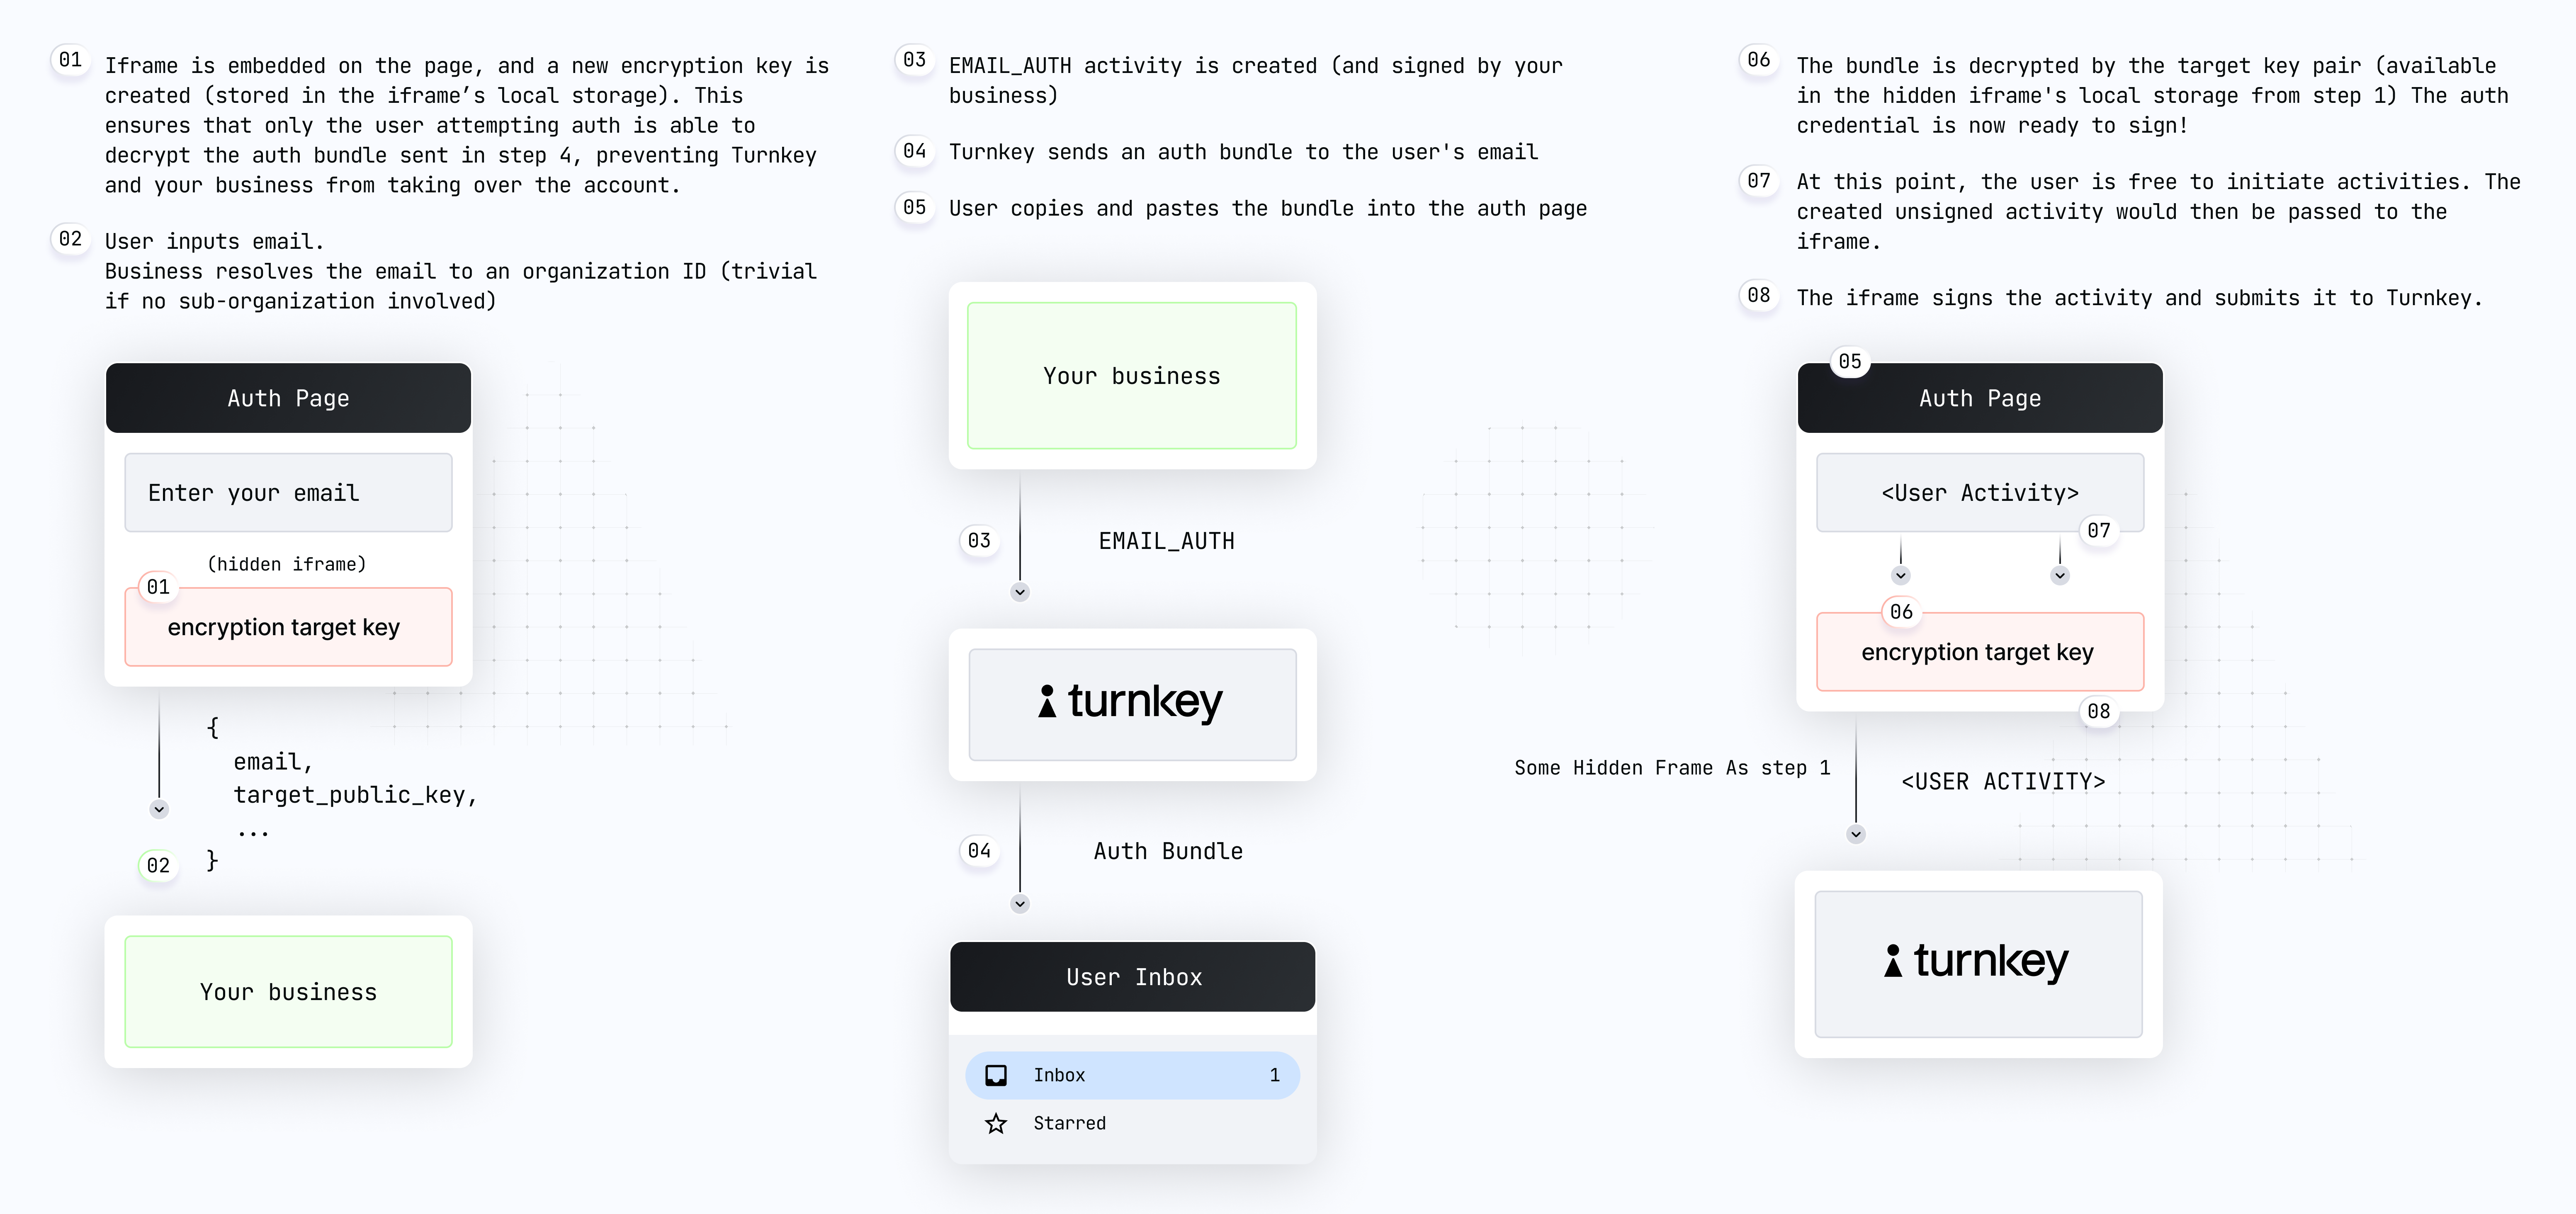 01
Iframe is embedded on the page, and a new encryption key is
created (stored in the iframe’s local storage). This
ensures that only the user attempting auth is able to
decrypt the auth bundle sent in step 4, preventing Turnkey
and your business from taking over the account.
02
User inputs email.
Business resolves the email to an organization ID (trivial
if no sub-organization involved)
Auth Page
Enter your email
(hidden iframe)
01
encryption target key
{
email,
target_public_key,
...
}
02
Your business
03
EMAIL_AUTH activity is created (and signed by your
business)
04
Turnkey sends an auth bundle to the user's email
05
User copies and pastes the bundle into the auth page
Your business
03
EMAIL_AUTH
turnkey
04
Auth Bundle
User Inbox
Inbox 1
Starred
06
The bundle is decrypted by the target key pair (available
in the hidden iframe's local storage from step 1) The auth
credential is now ready to sign!
07
At this point, the user is free to initiate activities. The
created unsigned activity would then be passed to the
iframe.
08
The iframe signs the activity and submits it to Turnkey.
05
Auth Page
<User Activity>
07
06
encryption target key
08
Some Hidden Frame As step 1
<USER ACTIVITY>
turnkey